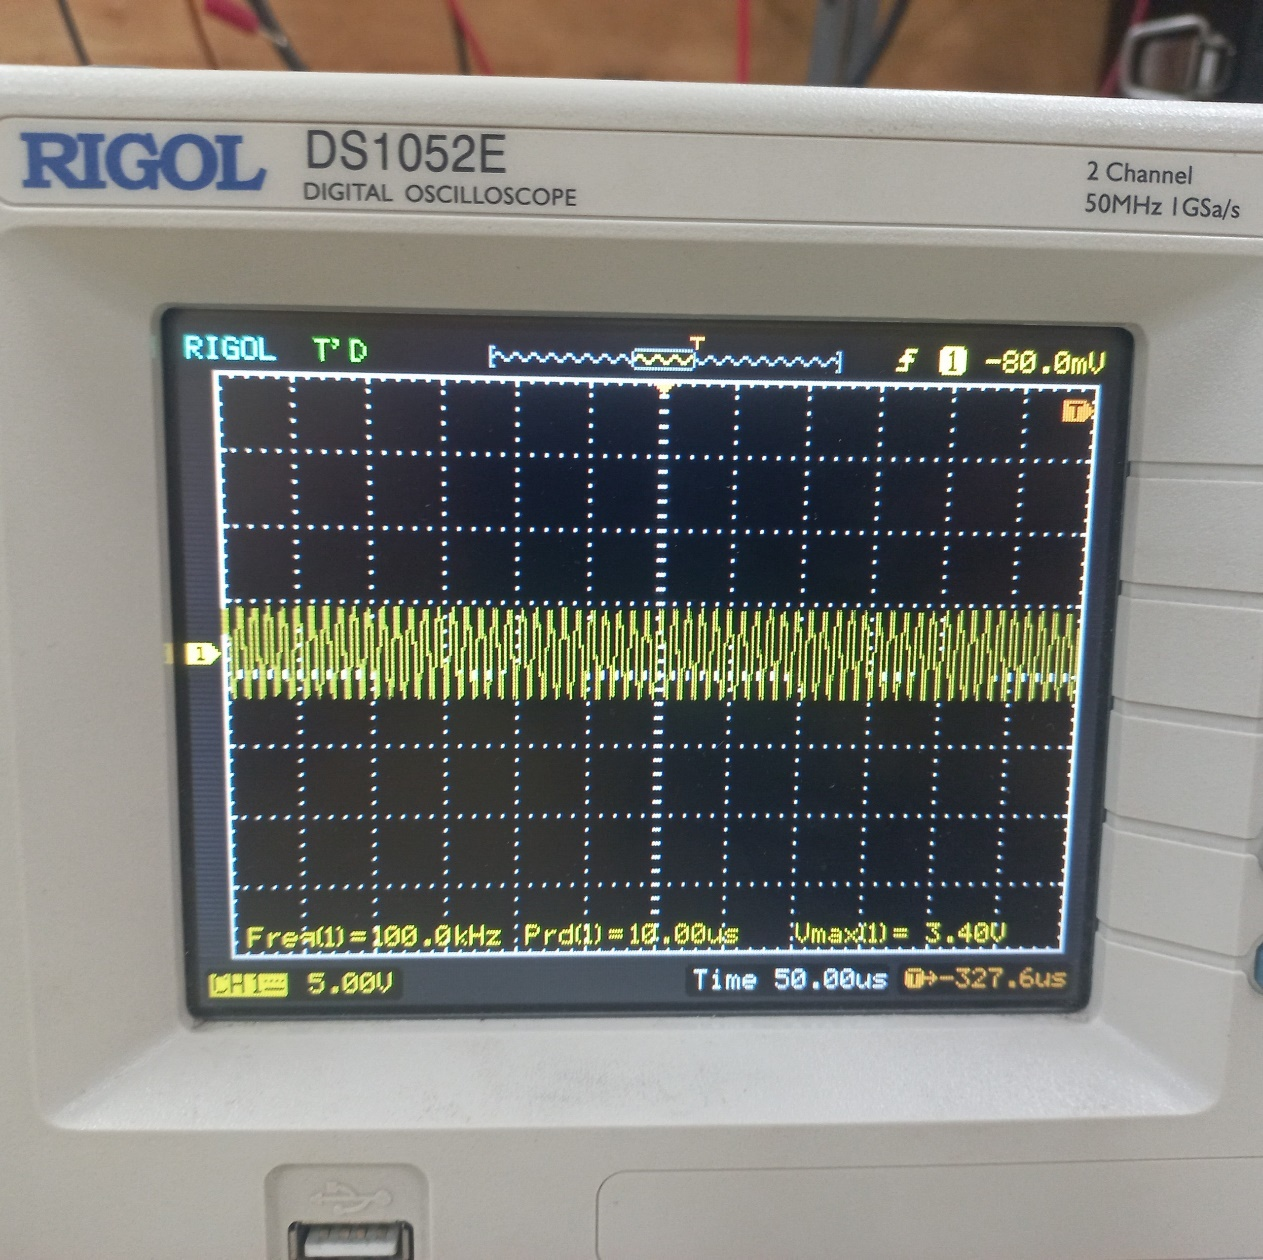 RIGOL DS1052E
DIGITAL OSCILLOSCOPE
2 Channel
50MHz 1GSa/s
RIGOL T'D T 1 -80.0mV
T
1
Freq(1)=100.0kHz Prd(1)=10.00us Vmax(1)= 3.40V
CH1 5.00V Time 50.00us T→-327.6us